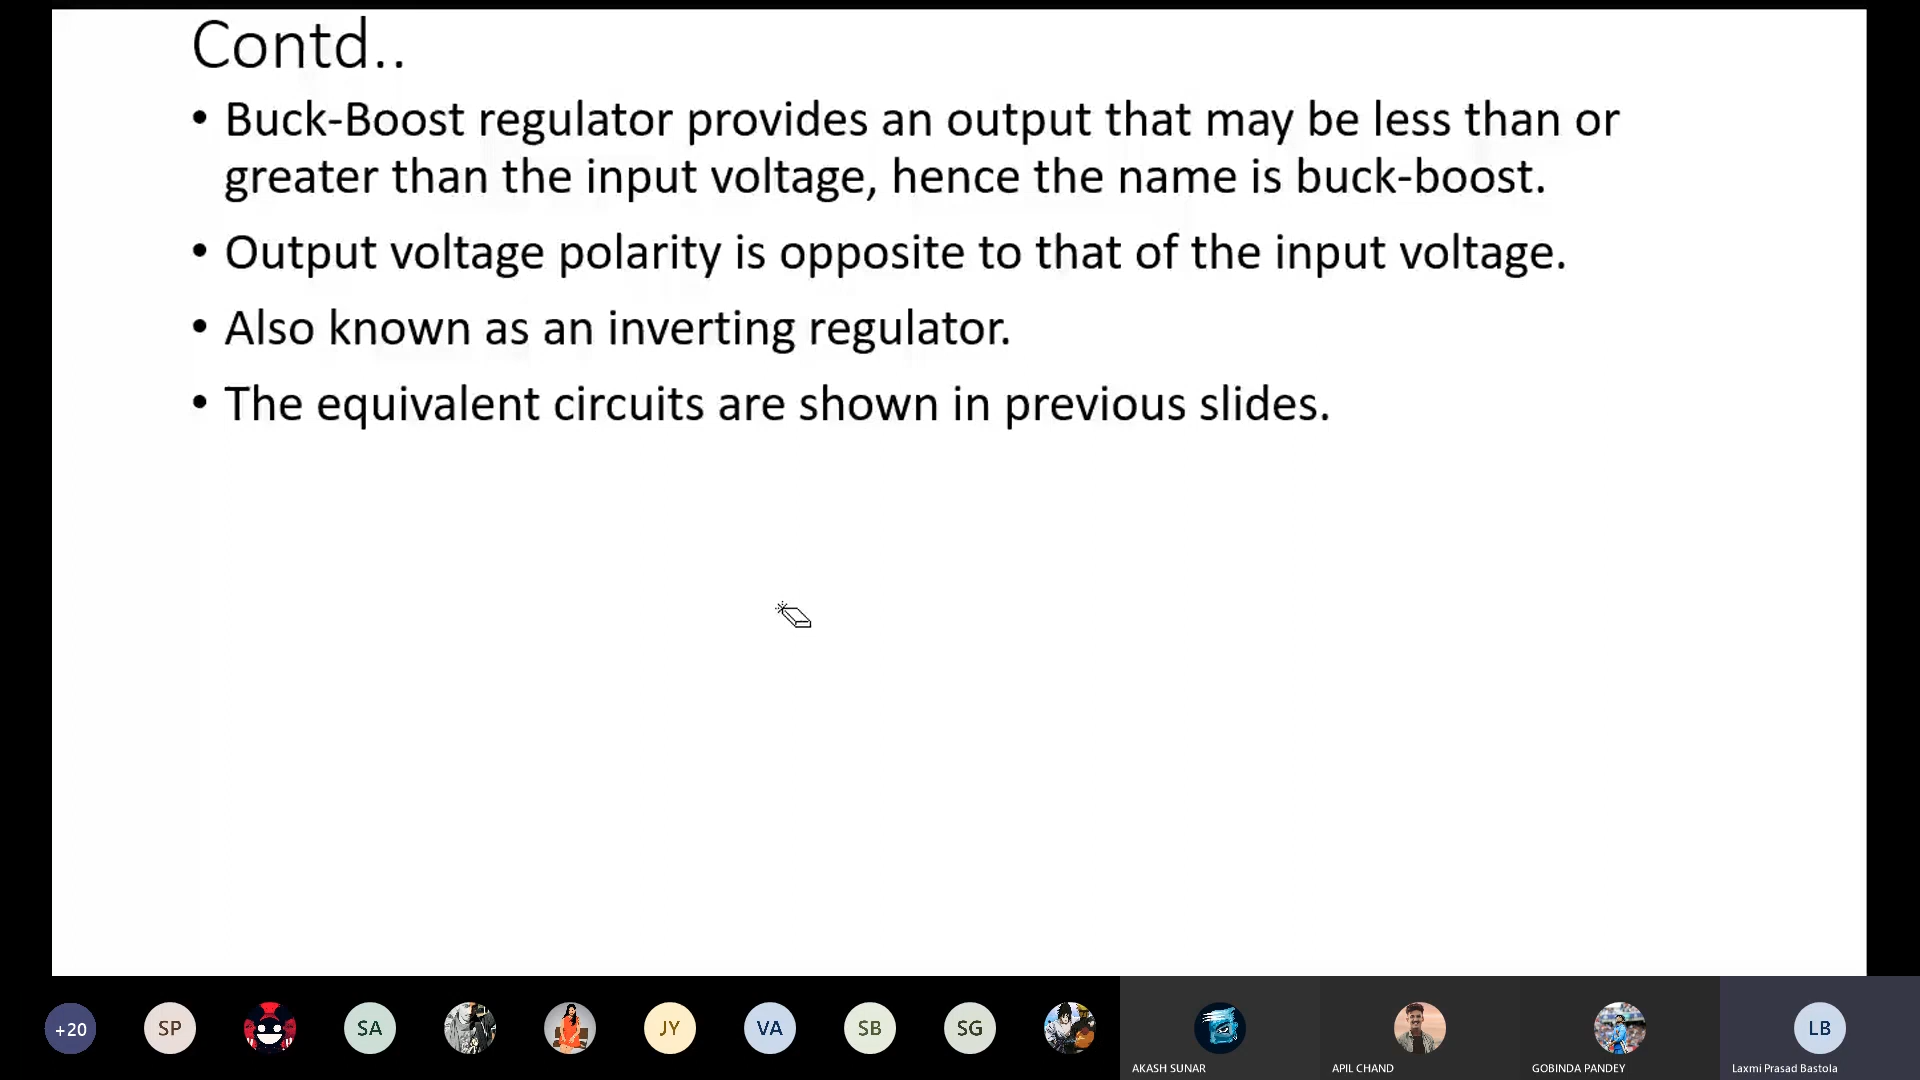 Contd..
• Buck-Boost regulator provides an output that may be less than or
greater than the input voltage, hence the name is buck-boost.
• Output voltage polarity is opposite to that of the input voltage.
• Also known as an inverting regulator.
• The equivalent circuits are shown in previous slides.
+20 SP SA JY VA SB SG LB
AKASH SUNAR APIL CHAND GOBINDA PANDEY Laxmi Prasad Bastola